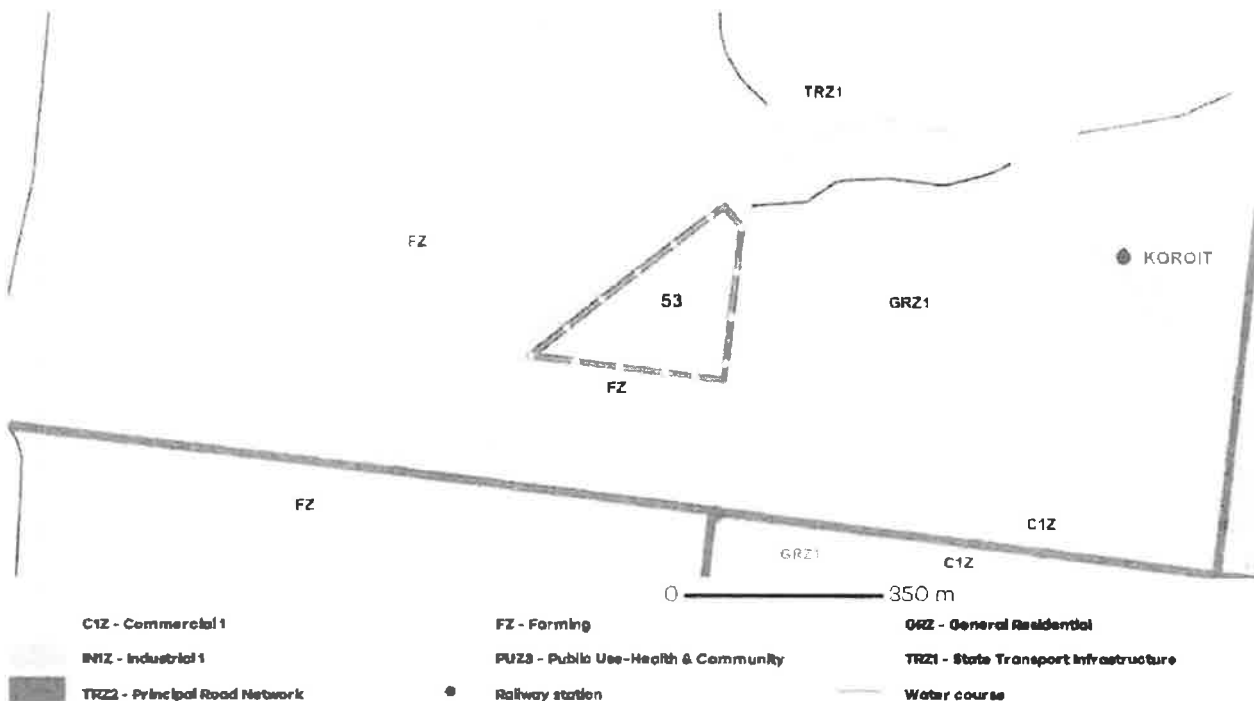 TRZ1
FZ
KOROIT
53
GRZ1
FZ
FZ
C1Z
GRZ1
C1Z
0 350 m
C1Z - Commercial 1
FZ - Farming
GRZ - General Residential
IN1Z - Industrial 1
PUZ3 - Public Use-Health & Community
TRZ1 - State Transport Infrastructure
TRZ2 - Principal Road Network
Railway station
Water course